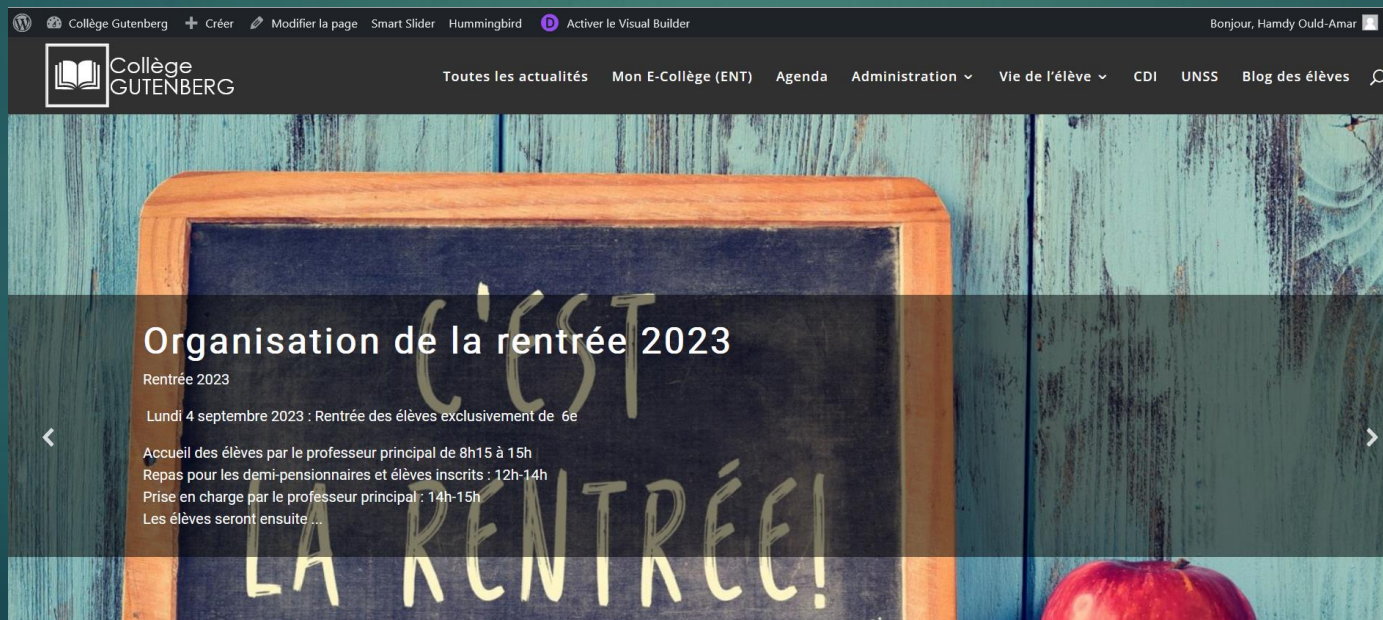 Collège Gutenberg Créer Modifier la page Smart Slider Hummingbird D Activer le Visual Builder Bonjour, Hamdy Ould-Amar
Collège
GUTENBERG
Toutes les actualités Mon E-Collège (ENT) Agenda Administration Vie de l'élève CDI UNSS Blog des élèves
C'EST
LA RENTRÉE!
Organisation de la rentrée 2023
Rentrée 2023
Lundi 4 septembre 2023 : Rentrée des élèves exclusivement de 6e
Accueil des élèves par le professeur principal de 8h15 à 15h
Repas pour les demi-pensionnaires et élèves inscrits : 12h-14h
Prise en charge par le professeur principal : 14h-15h
Les élèves seront ensuite ...